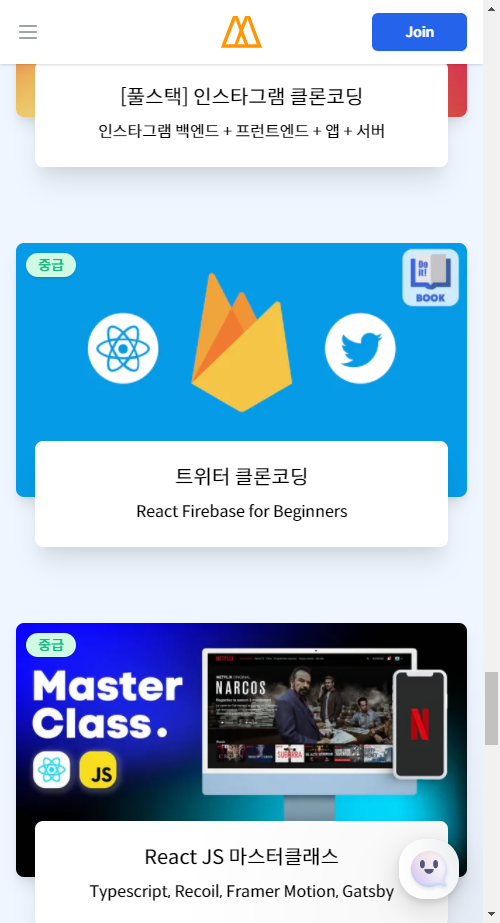 Join
[풀스택] 인스타그램 클론코딩
인스타그램 백엔드 + 프런트엔드 + 앱 + 서버
중급
Do it!
BOOK
트위터 클론코딩
React Firebase for Beginners
중급
Master
Class.
JS
NETFLIX
NARCOS
N
React JS 마스터클래스
Typescript, Recoil, Framer Motion, Gatsby